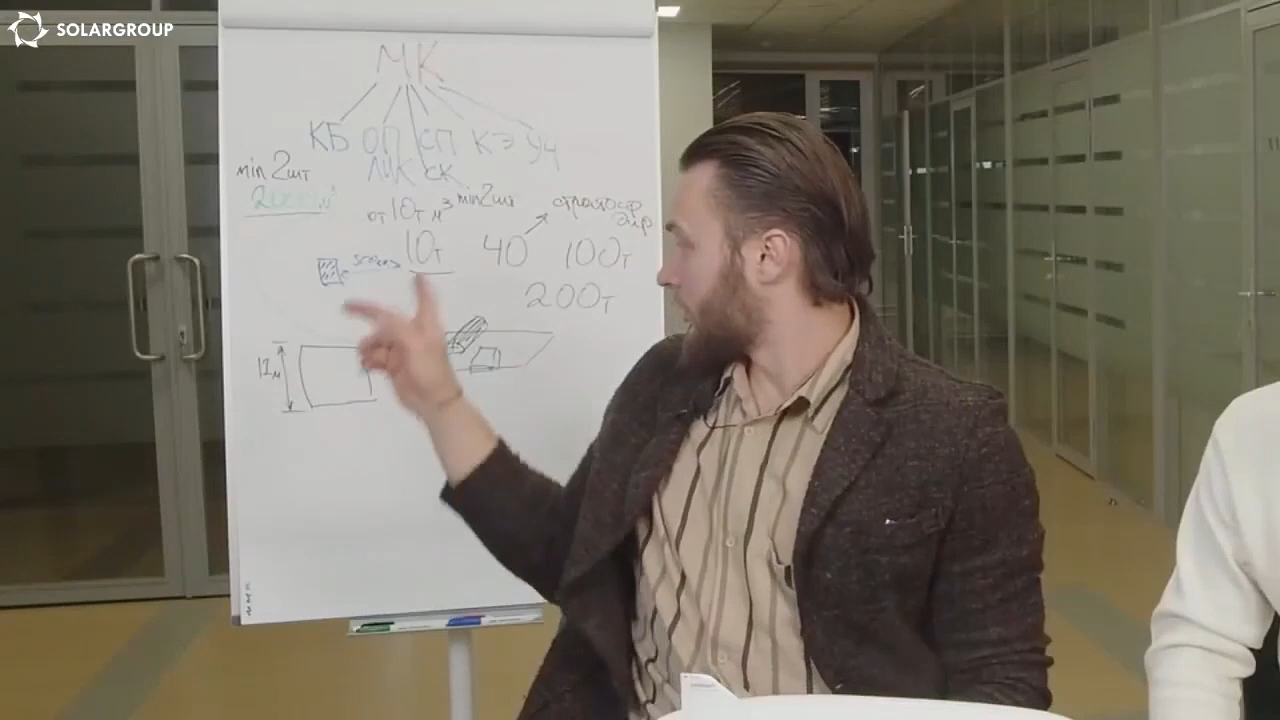 SOLARGROUP
МК
КБ ОП СП КЭ УЧ
ЛИК СК
min 2шт
от 10т м³ min 2шт
10т 40 100т
200т
12м